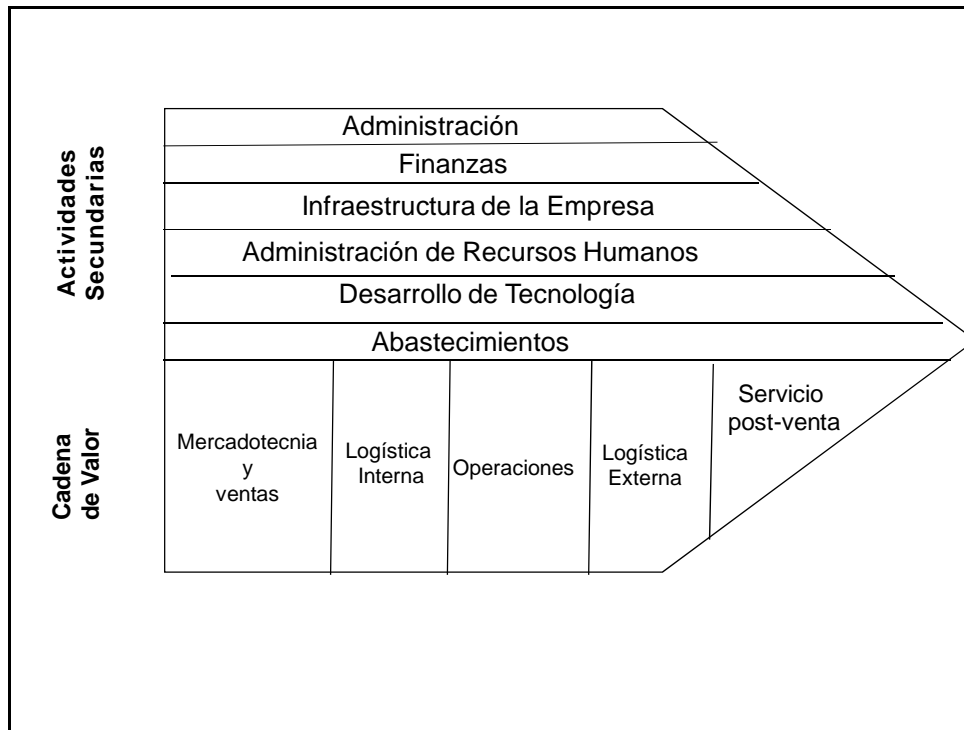 Actividades
Secundarias
Administración
Finanzas
Infraestructura de la Empresa
Administración de Recursos Humanos
Desarrollo de Tecnología
Abastecimientos
Cadena
de Valor
Mercadotecnia
y
ventas
Logística
Interna
Operaciones
Logística
Externa
Servicio
post-venta